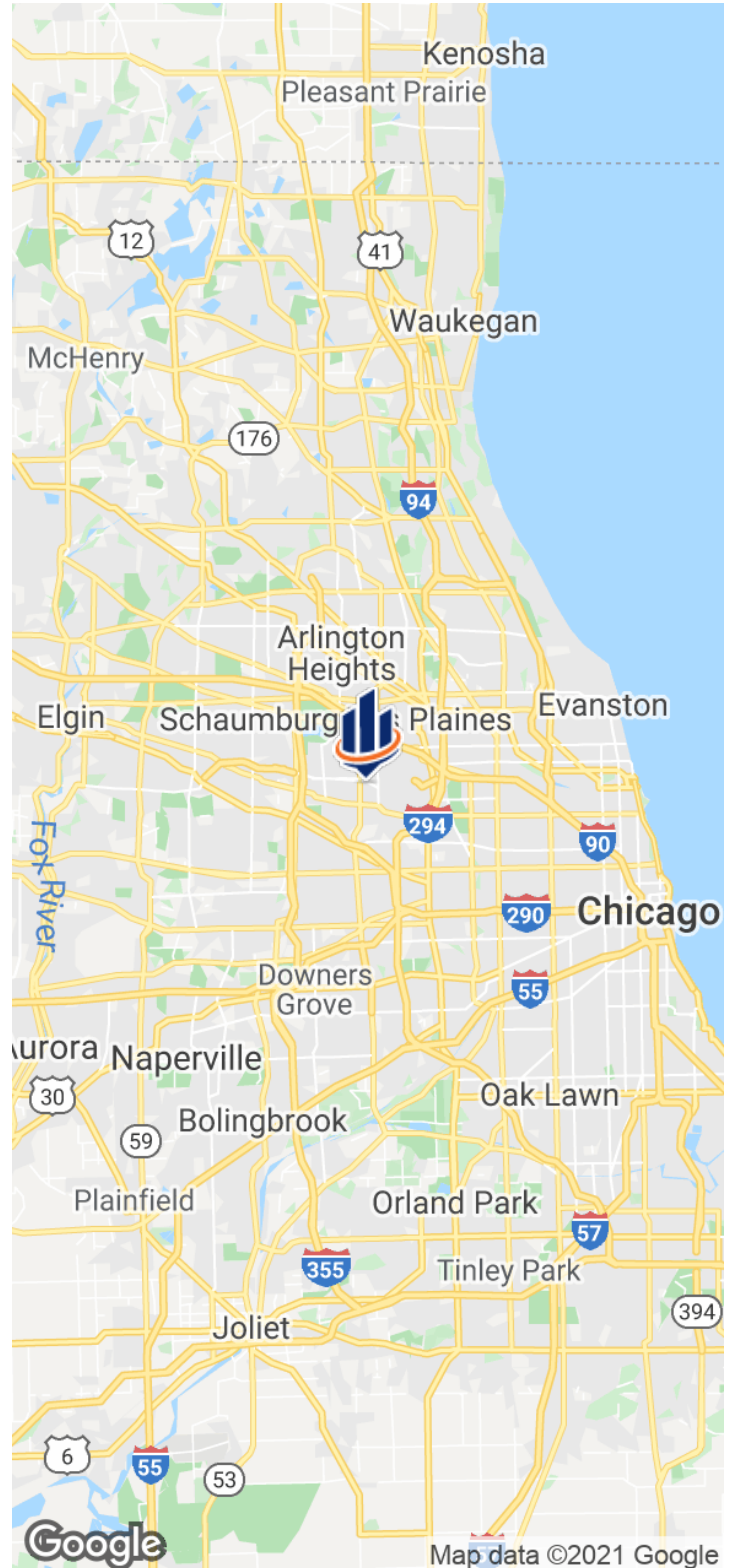 Kenosha
Pleasant Prairie
12
41
Waukegan
McHenry
176
94
Arlington
Heights
Elgin
Schaumburg
Plaines
Evanston
294
90
Fox River
290
Chicago
Downers
Grove
55
Aurora
Naperville
30
Oak Lawn
Bolingbrook
59
Plainfield
Orland Park
57
355
Tinley Park
394
Joliet
6
55
53
Google
Map data ©2021 Google